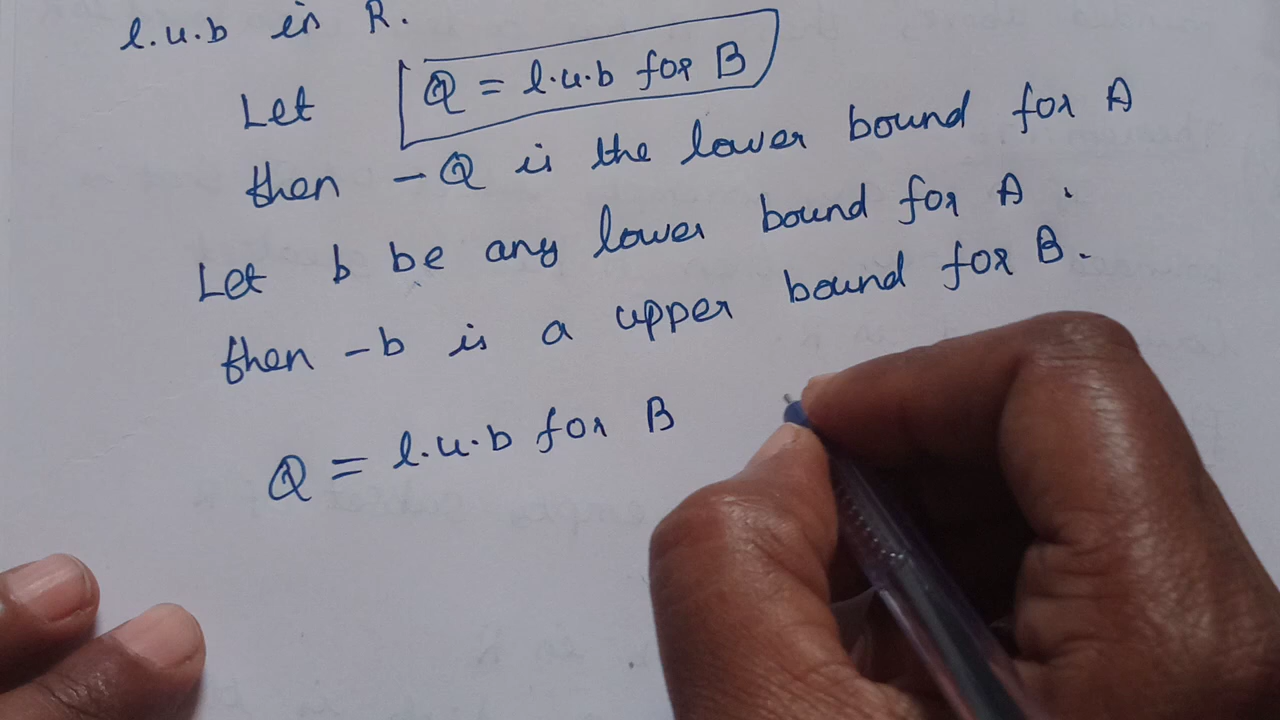 l.u.b in R.
Let Q = l.u.b for B
then - Q is the lower bound for A
Let b be any lower bound for A.
then -b is a upper bound for B.
Q = l.u.b for B